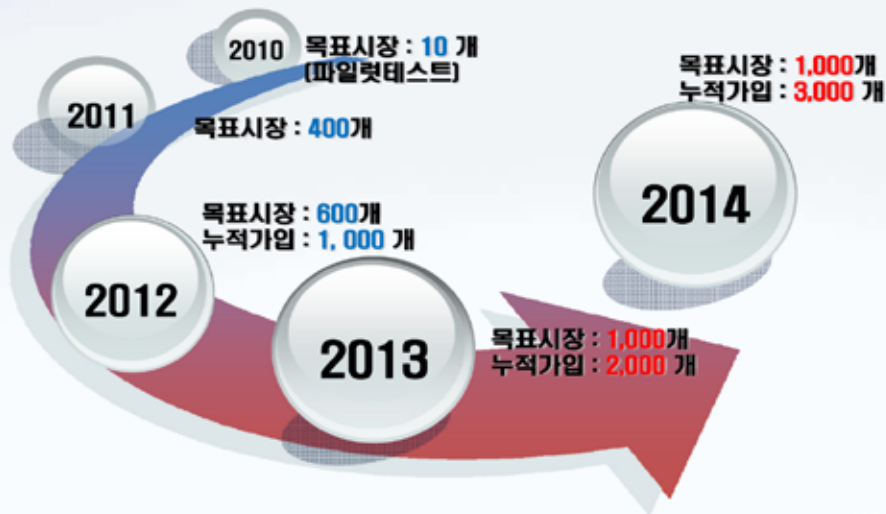 2010
목표시장 : 10 개
(파일럿테스트)
2011
목표시장 : 400개
2012
목표시장 : 600개
누적가입 : 1, 000 개
2013
목표시장 : 1,000개
누적가입 : 2,000 개
2014
목표시장 : 1,000개
누적가입 : 3,000 개